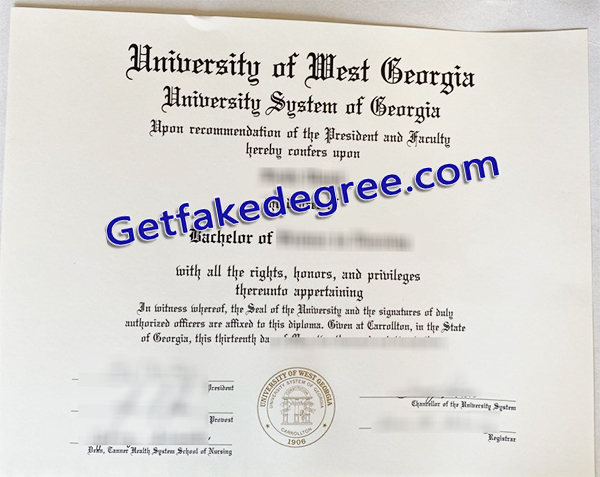 University of West Georgia
University System of Georgia
Upon recommendation of the President and Faculty
hereby confers upon
Getfakedegree.com
Bachelor of
with all the rights, honors, and privileges
thereunto appertaining
In witness whereof, the Seal of the University and the signatures of duly
authorized officers are affixed to this diploma. Given at Carrollton, in the State
of Georgia, this thirteenth
President
Provost
Dean, Tanner Health System School of Nursing
UNIVERSITY OF WEST GEORGIA
UNIVERSITY SYSTEM OF GEORGIA
CARROLLTON
1906
Chancellor of the University System
Registrar